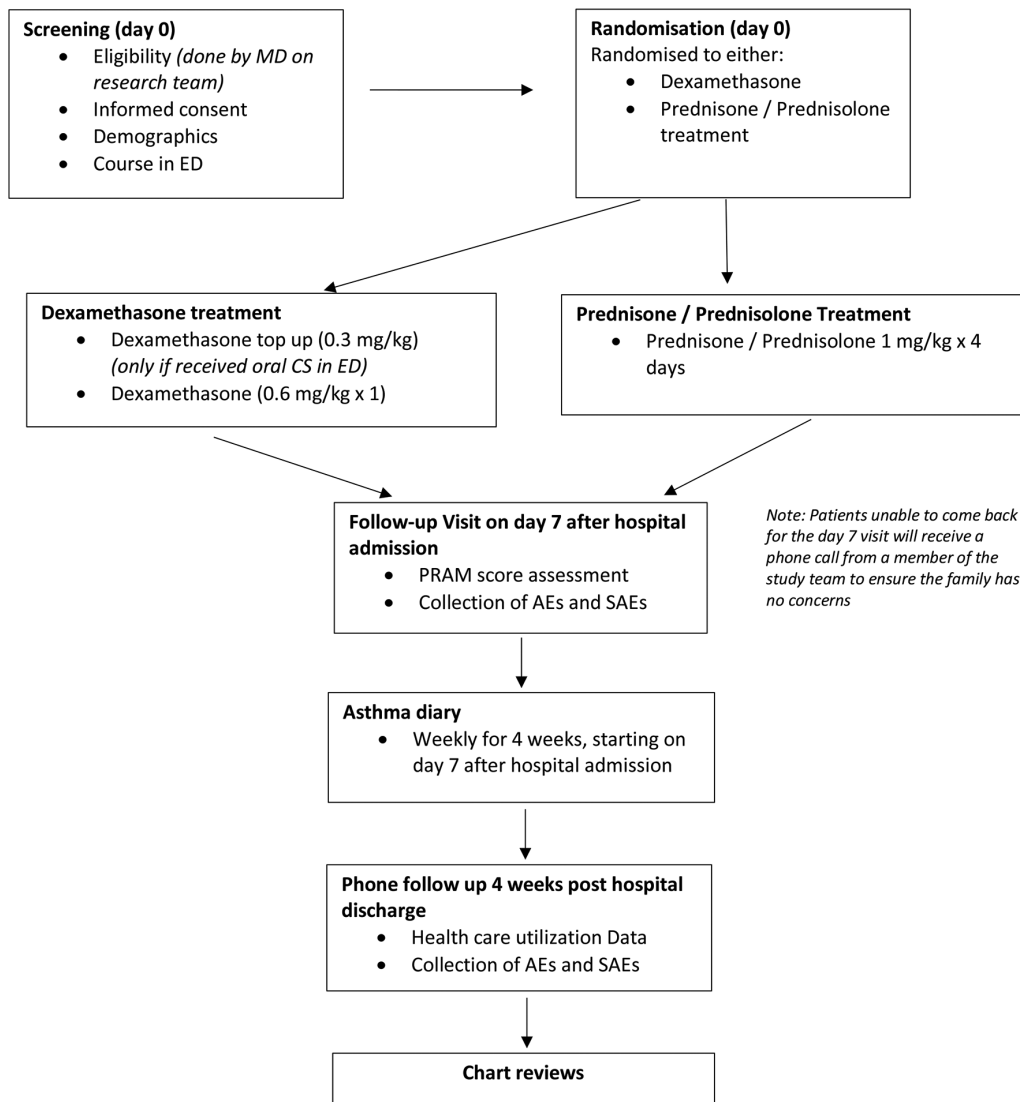 Screening (day 0)
• Eligibility (done by MD on
research team)
• Informed consent
• Demographics
• Course in ED
Randomisation (day 0)
Randomised to either:
• Dexamethasone
• Prednisone / Prednisolone
treatment
Dexamethasone treatment
• Dexamethasone top up (0.3 mg/kg)
(only if received oral CS in ED)
• Dexamethasone (0.6 mg/kg x 1)
Prednisone / Prednisolone Treatment
• Prednisone / Prednisolone 1 mg/kg x 4
days
Follow-up Visit on day 7 after hospital
admission
• PRAM score assessment
• Collection of AEs and SAEs
Note: Patients unable to come back
for the day 7 visit will receive a
phone call from a member of the
study team to ensure the family has
no concerns
Asthma diary
• Weekly for 4 weeks, starting on
day 7 after hospital admission
Phone follow up 4 weeks post hospital
discharge
• Health care utilization Data
• Collection of AEs and SAEs
Chart reviews